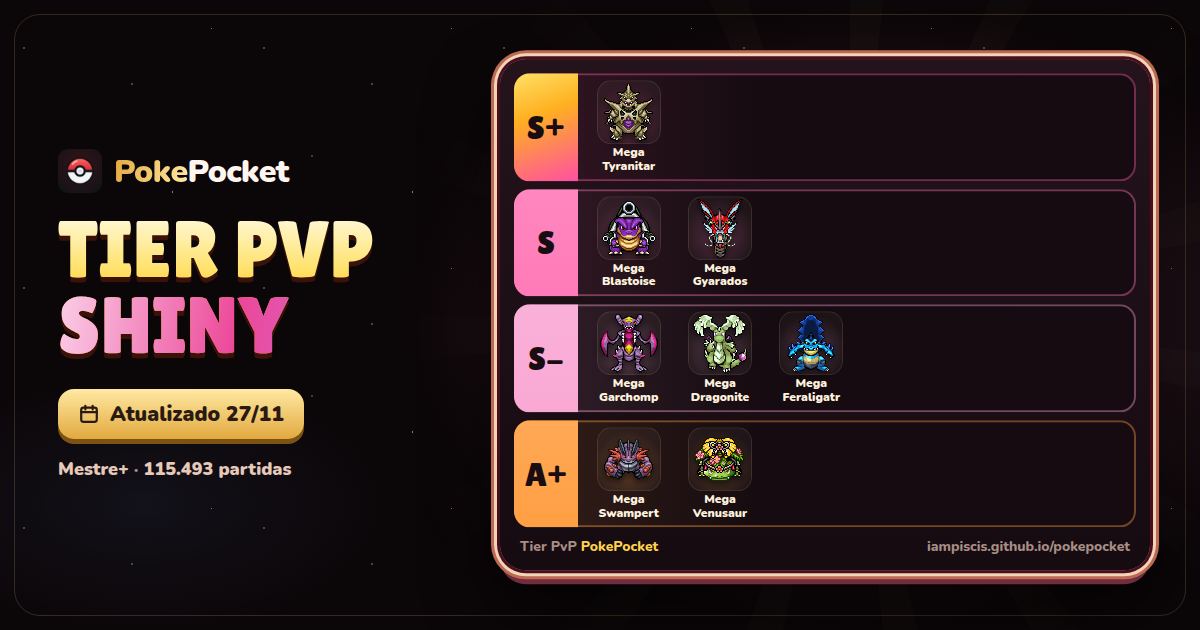 PokePocket
TIER PVP
SHINY
Atualizado 27/11
Mestre+ · 115.493 partidas
S+
Mega
Tyranitar
S
Mega
Blastoise
Mega
Gyarados
S–
Mega
Garchomp
Mega
Dragonite
Mega
Feraligatr
A+
Mega
Swampert
Mega
Venusaur
Tier PvP PokePocket
iampiscis.github.io/pokepocket